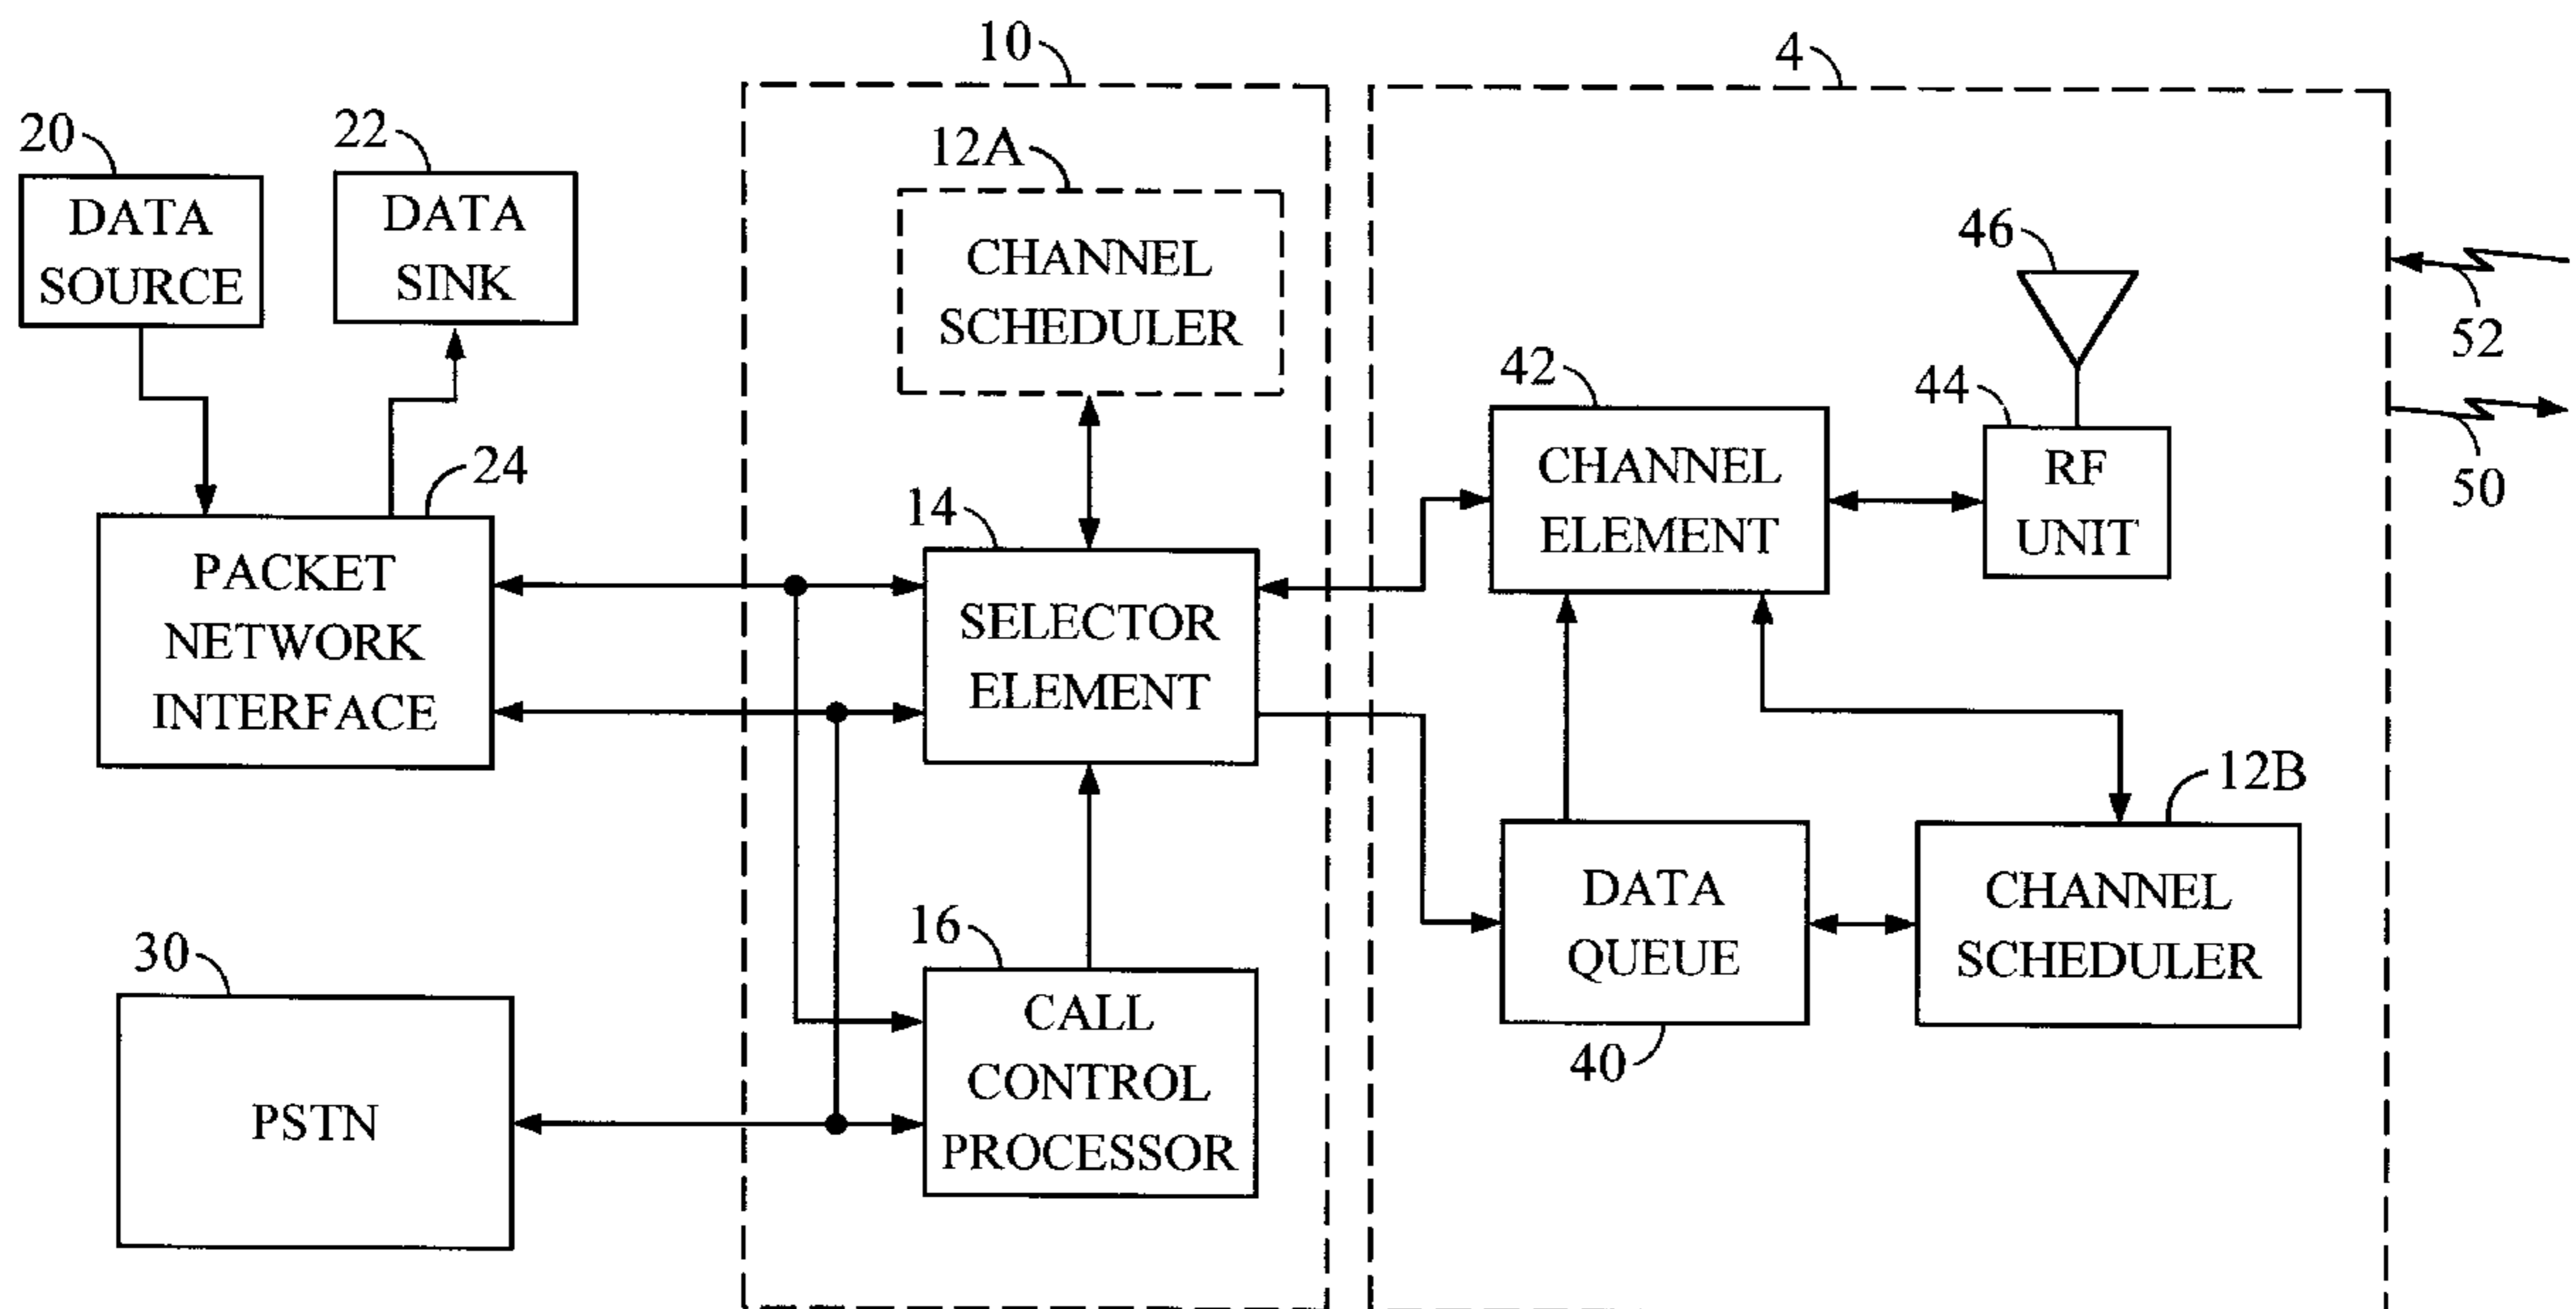 10
4
20
DATA
SOURCE
22
DATA
SINK
12A
CHANNEL
SCHEDULER
46
52
50
24
PACKET
NETWORK
INTERFACE
14
SELECTOR
ELEMENT
42
CHANNEL
ELEMENT
44
RF
UNIT
12B
CHANNEL
SCHEDULER
DATA
QUEUE
40
16
CALL
CONTROL
PROCESSOR
30
PSTN